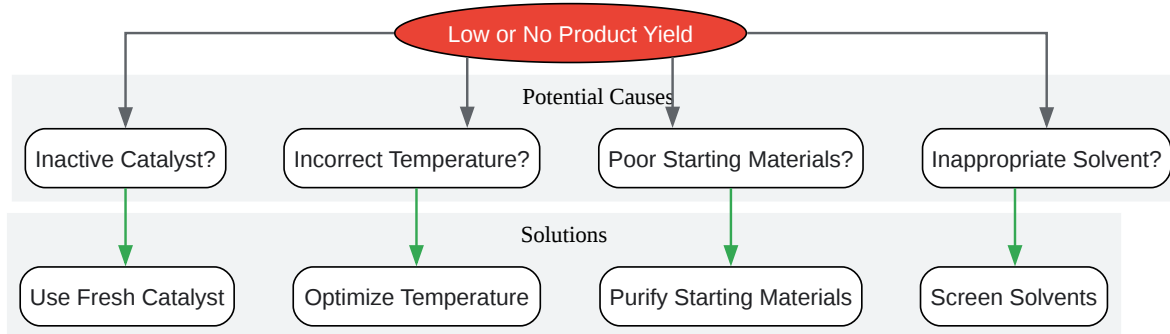 Low or No Product Yield
Potential Causes
Inactive Catalyst?
Incorrect Temperature?
Poor Starting Materials?
Inappropriate Solvent?
Solutions
Use Fresh Catalyst
Optimize Temperature
Purify Starting Materials
Screen Solvents